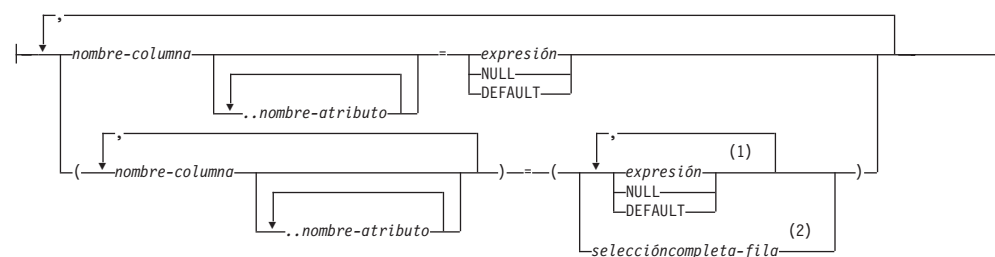 ,
nombre-columna = expresión
NULL
DEFAULT
..nombre-atributo
, , (1)
( nombre-columna ) = ( expresión )
NULL
DEFAULT
..nombre-atributo
(2)
seleccióncompleta-fila